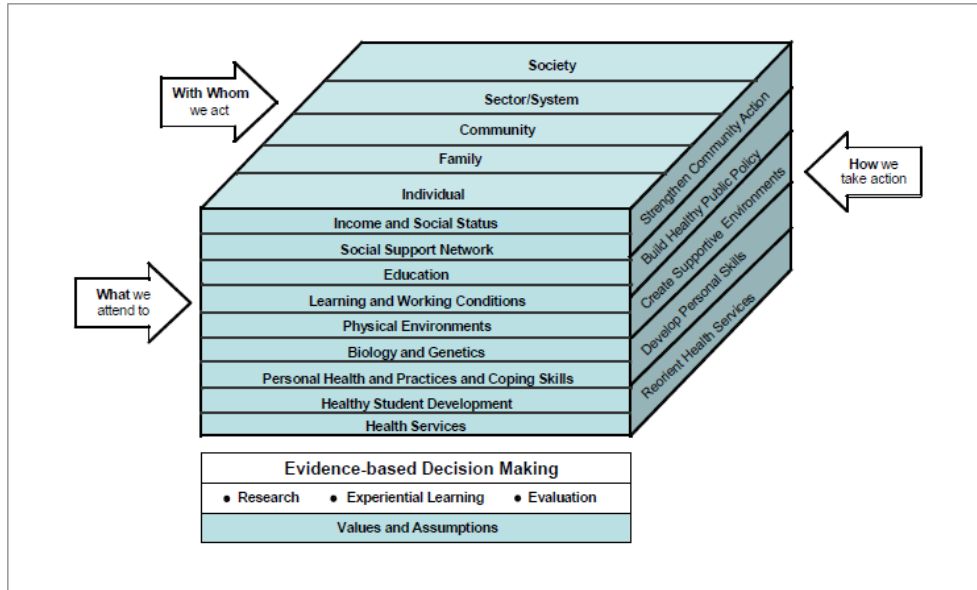 With Whom
we act
Society
Sector/System
Community
Family
Individual
How we
take action
Strengthen Community Action
Build Healthy Public Policy
Create Supportive Environments
Develop Personal Skills
Reorient Health Services
What we
attend to
Income and Social Status
Social Support Network
Education
Learning and Working Conditions
Physical Environments
Biology and Genetics
Personal Health and Practices and Coping Skills
Healthy Student Development
Health Services
Evidence-based Decision Making
• Research • Experiential Learning • Evaluation
Values and Assumptions